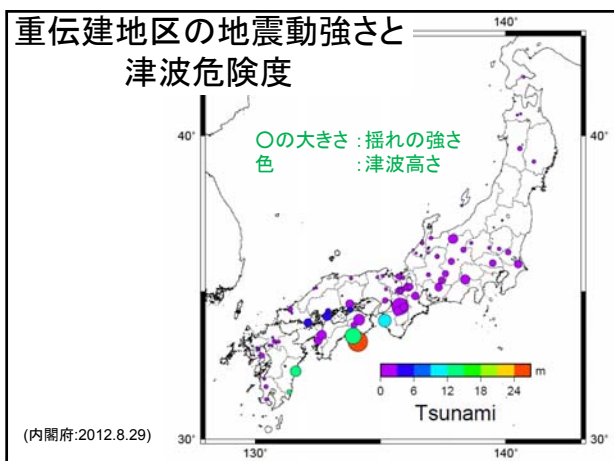 重伝建地区の地震動強さと
津波危険度
〇の大きさ：揺れの強さ
色　　　　：津波高さ
40˚
40˚
0 6 12 18 24 m
Tsunami
(内閣府:2012.8.29)
30˚
30˚
130˚
140˚